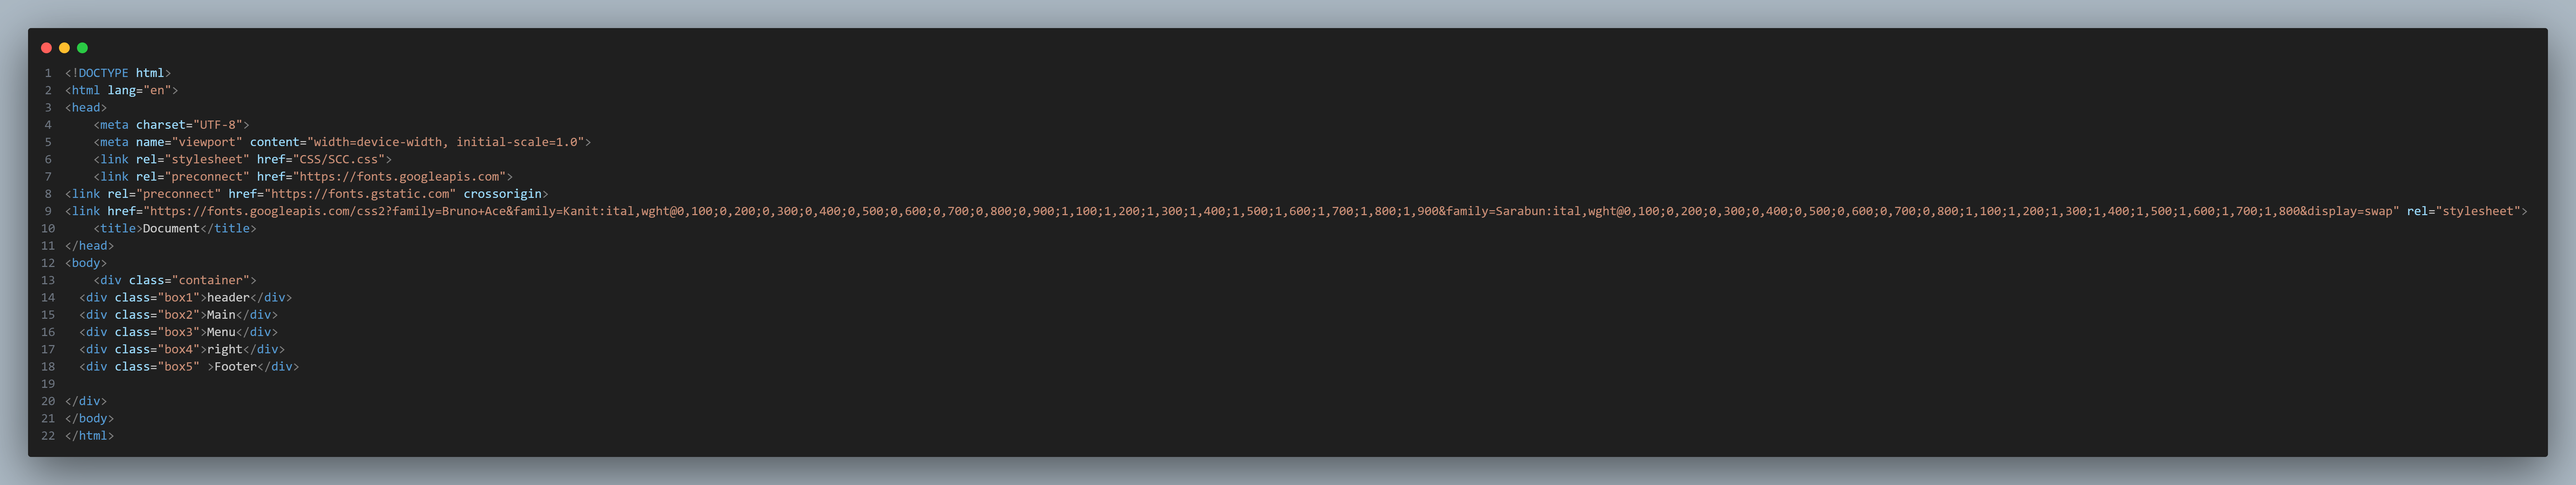 1 <!DOCTYPE html>
2 <html lang="en">
3 <head>
4     <meta charset="UTF-8">
5     <meta name="viewport" content="width=device-width, initial-scale=1.0">
6     <link rel="stylesheet" href="CSS/SCC.css">
7     <link rel="preconnect" href="https://fonts.googleapis.com">
8 <link rel="preconnect" href="https://fonts.gstatic.com" crossorigin>
9 <link href="https://fonts.googleapis.com/css2?family=Bruno+Ace&family=Kanit:ital,wght@0,100;0,200;0,300;0,400;0,500;0,600;0,700;0,800;0,900;1,100;1,200;1,300;1,400;1,500;1,600;1,700;1,800;1,900&family=Sarabun:ital,wght@0,100;0,200;0,300;0,400;0,500;0,600;0,700;0,800;1,100;1,200;1,300;1,400;1,500;1,600;1,700;1,800&display=swap" rel="stylesheet">
10     <title>Document</title>
11 </head>
12 <body>
13     <div class="container">
14   <div class="box1">header</div>
15   <div class="box2">Main</div>
16   <div class="box3">Menu</div>
17   <div class="box4">right</div>
18   <div class="box5" >Footer</div>
19
20 </div>
21 </body>
22 </html>